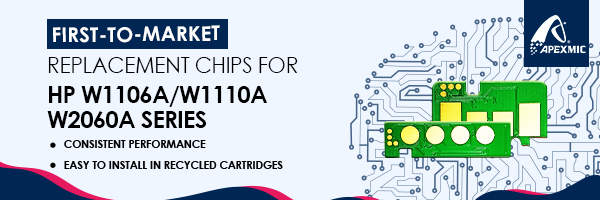 FIRST-TO-MARKET
REPLACEMENT CHIPS FOR
HP W1106A/W1110A
W2060A SERIES
• CONSISTENT PERFORMANCE
• EASY TO INSTALL IN RECYCLED CARTRIDGES
APEXMIC